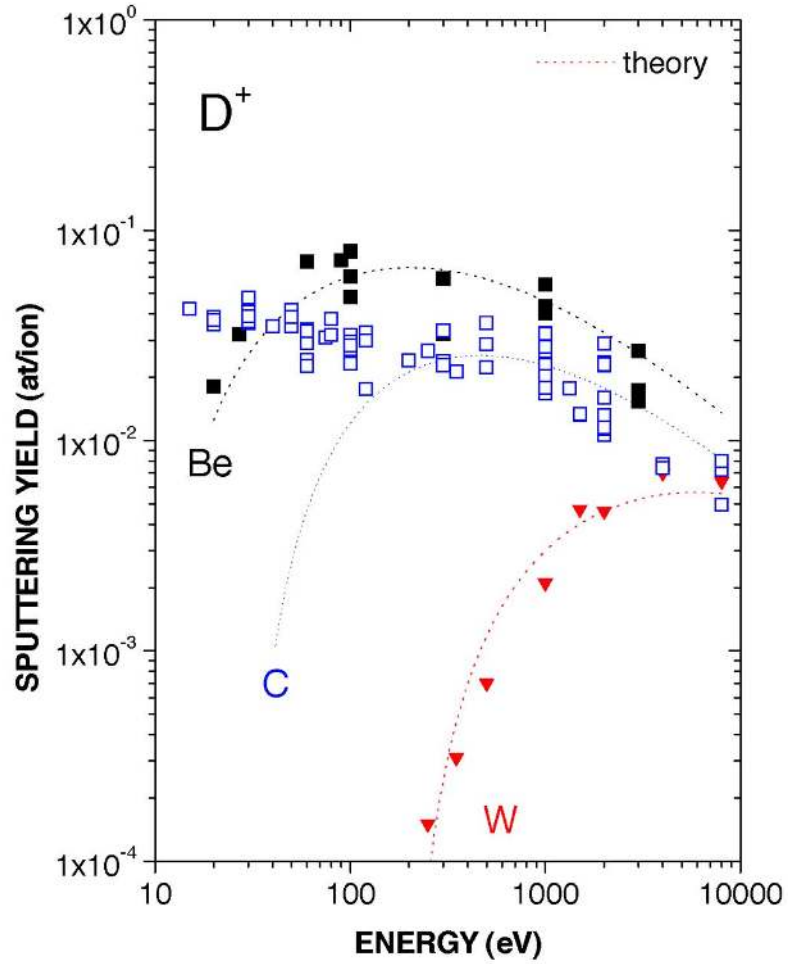 1x10⁰
theory
D⁺
1x10⁻¹
Be
1x10⁻²
SPUTTERING YIELD (at/ion)
1x10⁻³
C
W
1x10⁻⁴
10 100 1000 10000
ENERGY (eV)